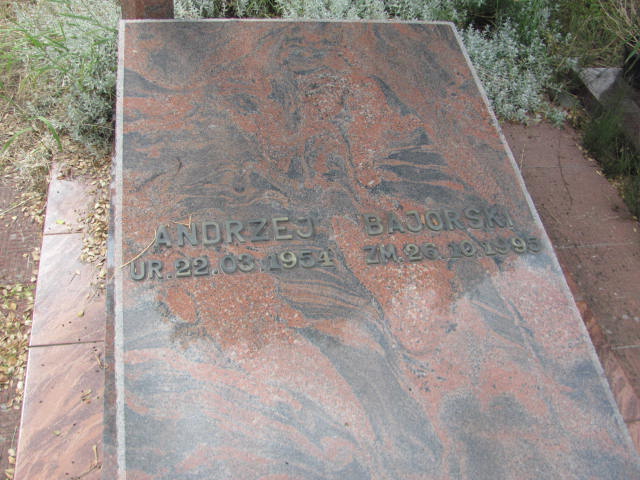 ANDRZEJ BAJORSKI
UR. 22.03.1954 ZM. 26.10.1995